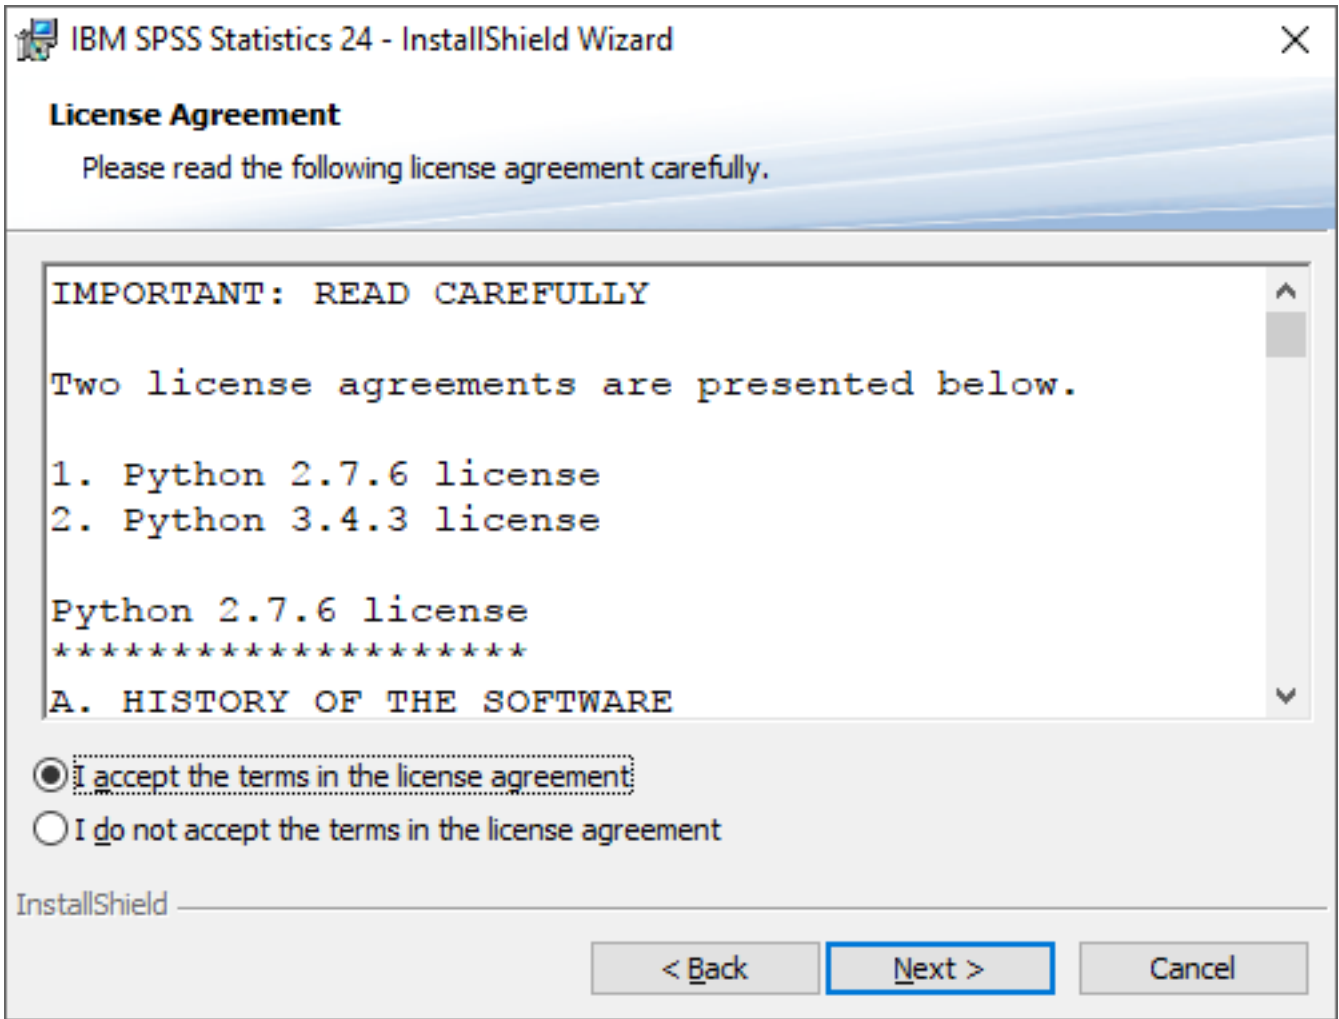 IBM SPSS Statistics 24 - InstallShield Wizard
License Agreement
Please read the following license agreement carefully.
IMPORTANT: READ CAREFULLY
Two license agreements are presented below.
1. Python 2.7.6 license
2. Python 3.4.3 license
Python 2.7.6 license
********************
A. HISTORY OF THE SOFTWARE
I accept the terms in the license agreement
I do not accept the terms in the license agreement
InstallShield
< Back
Next >
Cancel